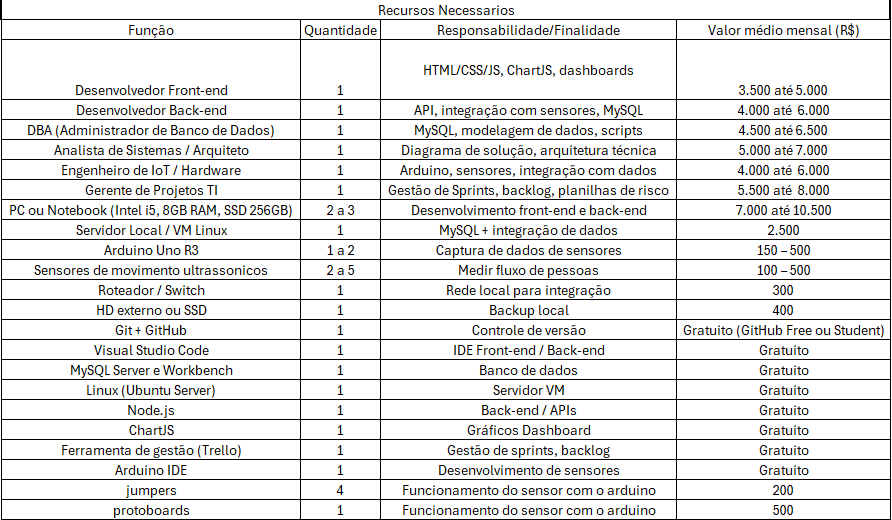 Recursos Necessarios
Função Quantidade Responsabilidade/Finalidade Valor médio mensal (R$)
HTML/CSS/JS, ChartJS, dashboards
Desenvolvedor Front-end 1 3.500 até 5.000
Desenvolvedor Back-end 1 API, integração com sensores, MySQL 4.000 até 6.000
DBA (Administrador de Banco de Dados) 1 MySQL, modelagem de dados, scripts 4.500 até 6.500
Analista de Sistemas / Arquiteto 1 Diagrama de solução, arquitetura técnica 5.000 até 7.000
Engenheiro de IoT / Hardware 1 Arduino, sensores, integração com dados 4.000 até 6.000
Gerente de Projetos TI 1 Gestão de Sprints, backlog, planilhas de risco 5.500 até 8.000
PC ou Notebook (Intel i5, 8GB RAM, SSD 256GB) 2 a 3 Desenvolvimento front-end e back-end 7.000 até 10.500
Servidor Local / VM Linux 1 MySQL + integração de dados 2.500
Arduino Uno R3 1 a 2 Captura de dados de sensores 150 – 500
Sensores de movimento ultrassonicos 2 a 5 Medir fluxo de pessoas 100 – 500
Roteador / Switch 1 Rede local para integração 300
HD externo ou SSD 1 Backup local 400
Git + GitHub 1 Controle de versão Gratuito (GitHub Free ou Student)
Visual Studio Code 1 IDE Front-end / Back-end Gratuito
MySQL Server e Workbench 1 Banco de dados Gratuito
Linux (Ubuntu Server) 1 Servidor VM Gratuito
Node.js 1 Back-end / APIs Gratuito
ChartJS 1 Gráficos Dashboard Gratuito
Ferramenta de gestão (Trello) 1 Gestão de sprints, backlog Gratuito
Arduino IDE 1 Desenvolvimento de sensores Gratuito
jumpers 4 Funcionamento do sensor com o arduino 200
protoboards 1 Funcionamento do sensor com o arduino 500